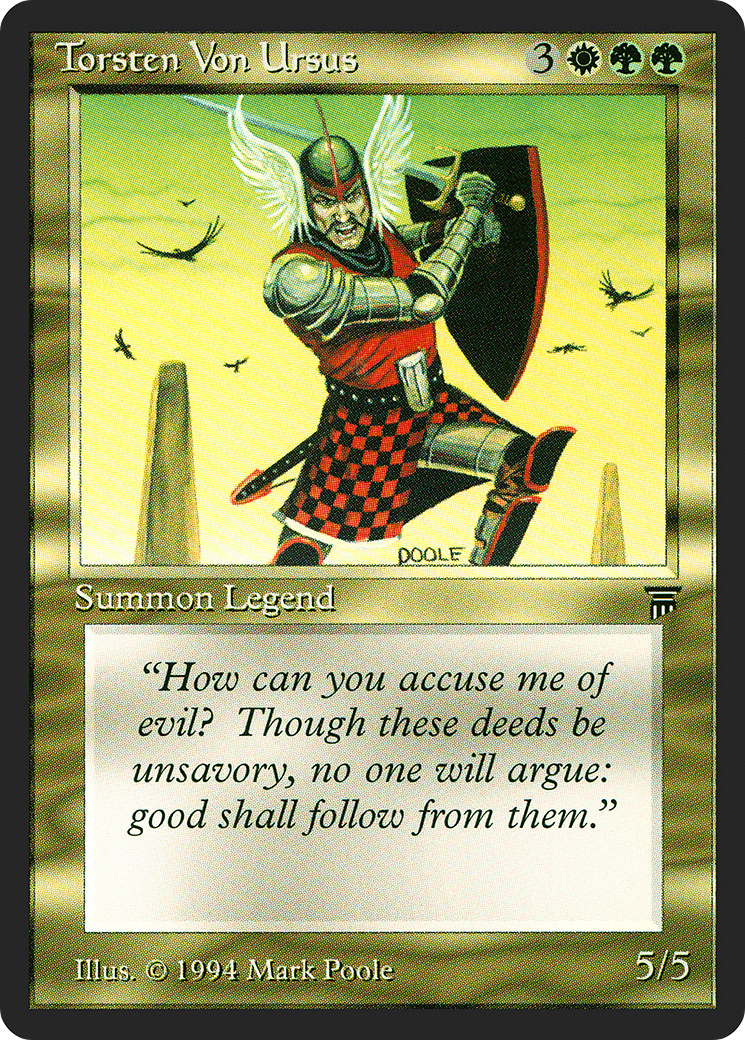 Torsten Von Ursus 3
POOLE
Summon Legend
“How can you accuse me of
evil? Though these deeds be
unsavory, no one will argue:
good shall follow from them.”
Illus. © 1994 Mark Poole 5/5